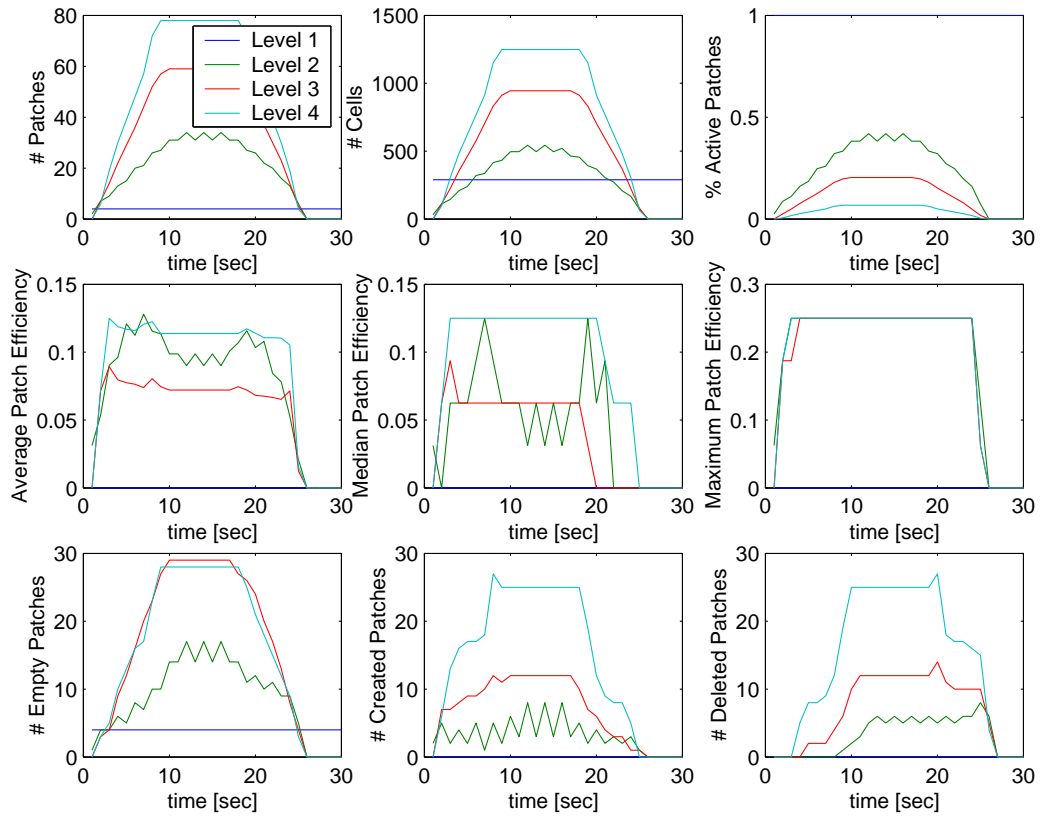 # Patches
80
60
40
20
0
0 10 20 30
time [sec]
Level 1
Level 2
Level 3
Level 4
# Cells
1500
1000
500
0
0 10 20 30
time [sec]
% Active Patches
1
0.5
0
0 10 20 30
time [sec]
Average Patch Efficiency
0.15
0.1
0.05
0
0 10 20 30
time [sec]
Median Patch Efficiency
0.15
0.1
0.05
0
0 10 20 30
time [sec]
Maximum Patch Efficiency
0.3
0.2
0.1
0
0 10 20 30
time [sec]
# Empty Patches
30
20
10
0
0 10 20 30
time [sec]
# Created Patches
30
20
10
0
0 10 20 30
time [sec]
# Deleted Patches
30
20
10
0
0 10 20 30
time [sec]